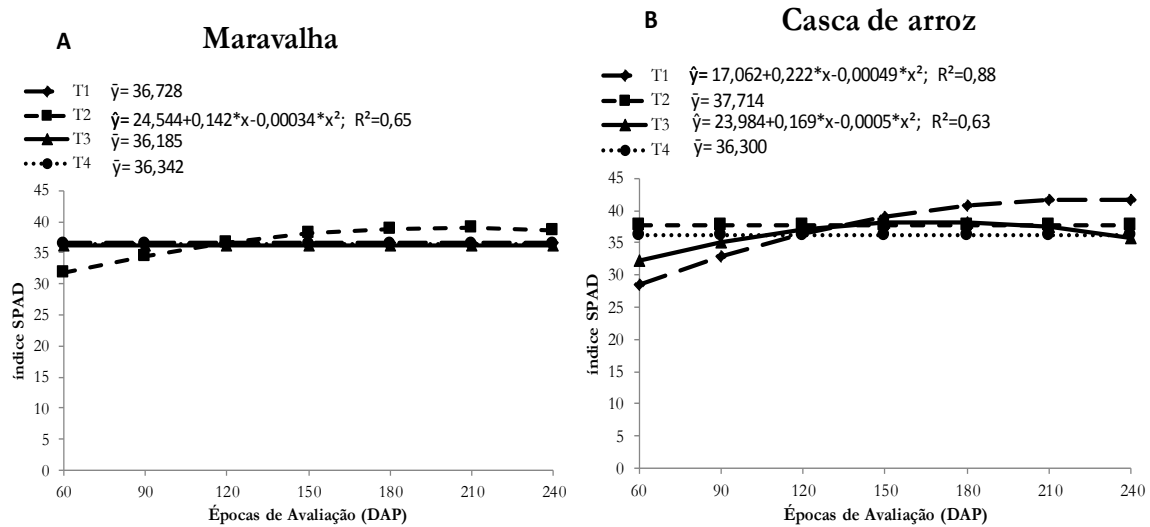 A Maravalha
T1 ȳ= 36,728
T2 ŷ= 24,544+0,142*x-0,00034*x²; R²=0,65
T3 ȳ= 36,185
T4 ȳ= 36,342
45
40
35
30
25
20
15
10
5
0
índice SPAD
60 90 120 150 180 210 240
Épocas de Avaliação (DAP)
B Casca de arroz
T1 ŷ= 17,062+0,222*x-0,00049*x²; R²=0,88
T2 ȳ= 37,714
T3 ŷ= 23,984+0,169*x-0,0005*x²; R²=0,63
T4 ȳ= 36,300
45
40
35
30
25
20
15
10
5
0
índice SPAD
60 90 120 150 180 210 240
Épocas de Avaliação (DAP)